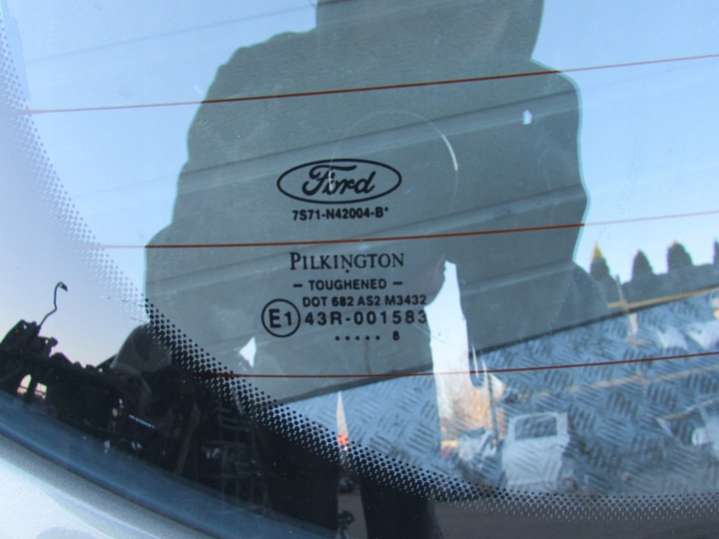 Ford
7S71-N42004-B*
PILKINGTON
- TOUGHENED -
DOT 682 AS2 M3432
E1 43R-001583
..... 8